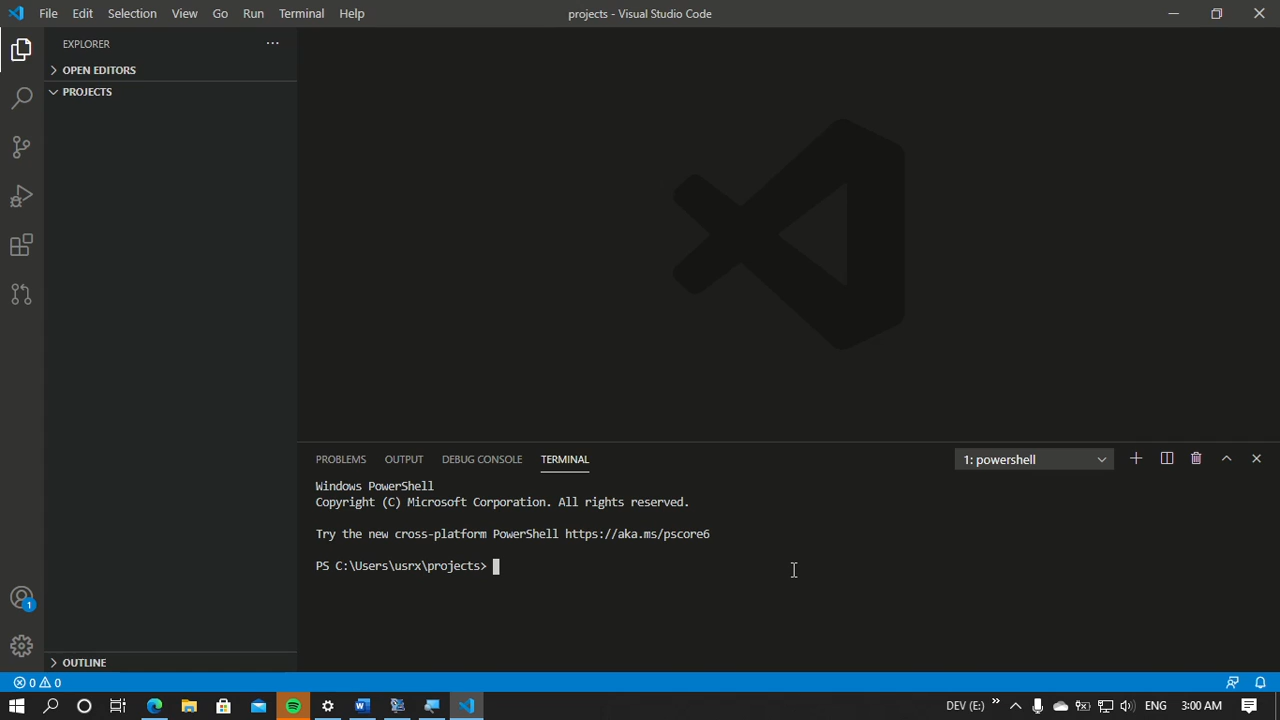 File Edit Selection View Go Run Terminal Help
projects - Visual Studio Code
EXPLORER
OPEN EDITORS
PROJECTS
PROBLEMS OUTPUT DEBUG CONSOLE TERMINAL
1: powershell
Windows PowerShell
Copyright (C) Microsoft Corporation. All rights reserved.
Try the new cross-platform PowerShell https://aka.ms/pscore6
PS C:\Users\usrx\projects>
1
OUTLINE
0 0
DEV (E:) ENG 3:00 AM